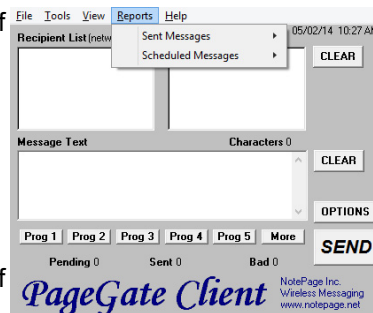 f
File Tools View Reports Help
Recipient List (netw
Sent Messages
05/02/14 10:27 AM
Scheduled Messages
CLEAR
Message Text Characters 0
CLEAR
OPTIONS
Prog 1 Prog 2 Prog 3 Prog 4 Prog 5 More
SEND
Pending 0 Sent 0 Bad 0
f
PageGate Client
NotePage Inc.
Wireless Messaging
www.notepage.net